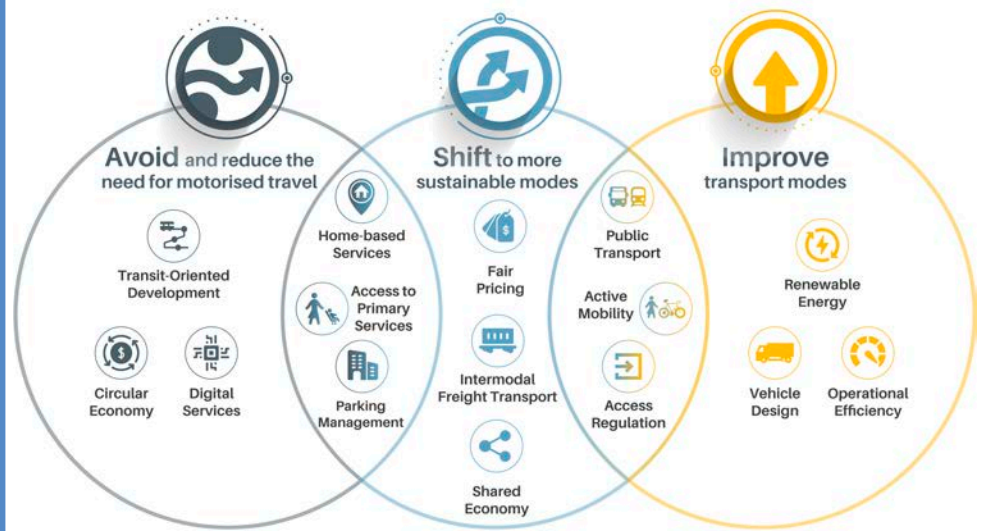 Avoid and reduce the
need for motorised travel
Shift to more
sustainable modes
Improve
transport modes
Transit-Oriented
Development
Circular
Economy
Digital
Services
Home-based
Services
Access to
Primary
Services
Parking
Management
Fair
Pricing
Intermodal
Freight Transport
Shared
Economy
Public
Transport
Active
Mobility
Access
Regulation
Renewable
Energy
Vehicle
Design
Operational
Efficiency